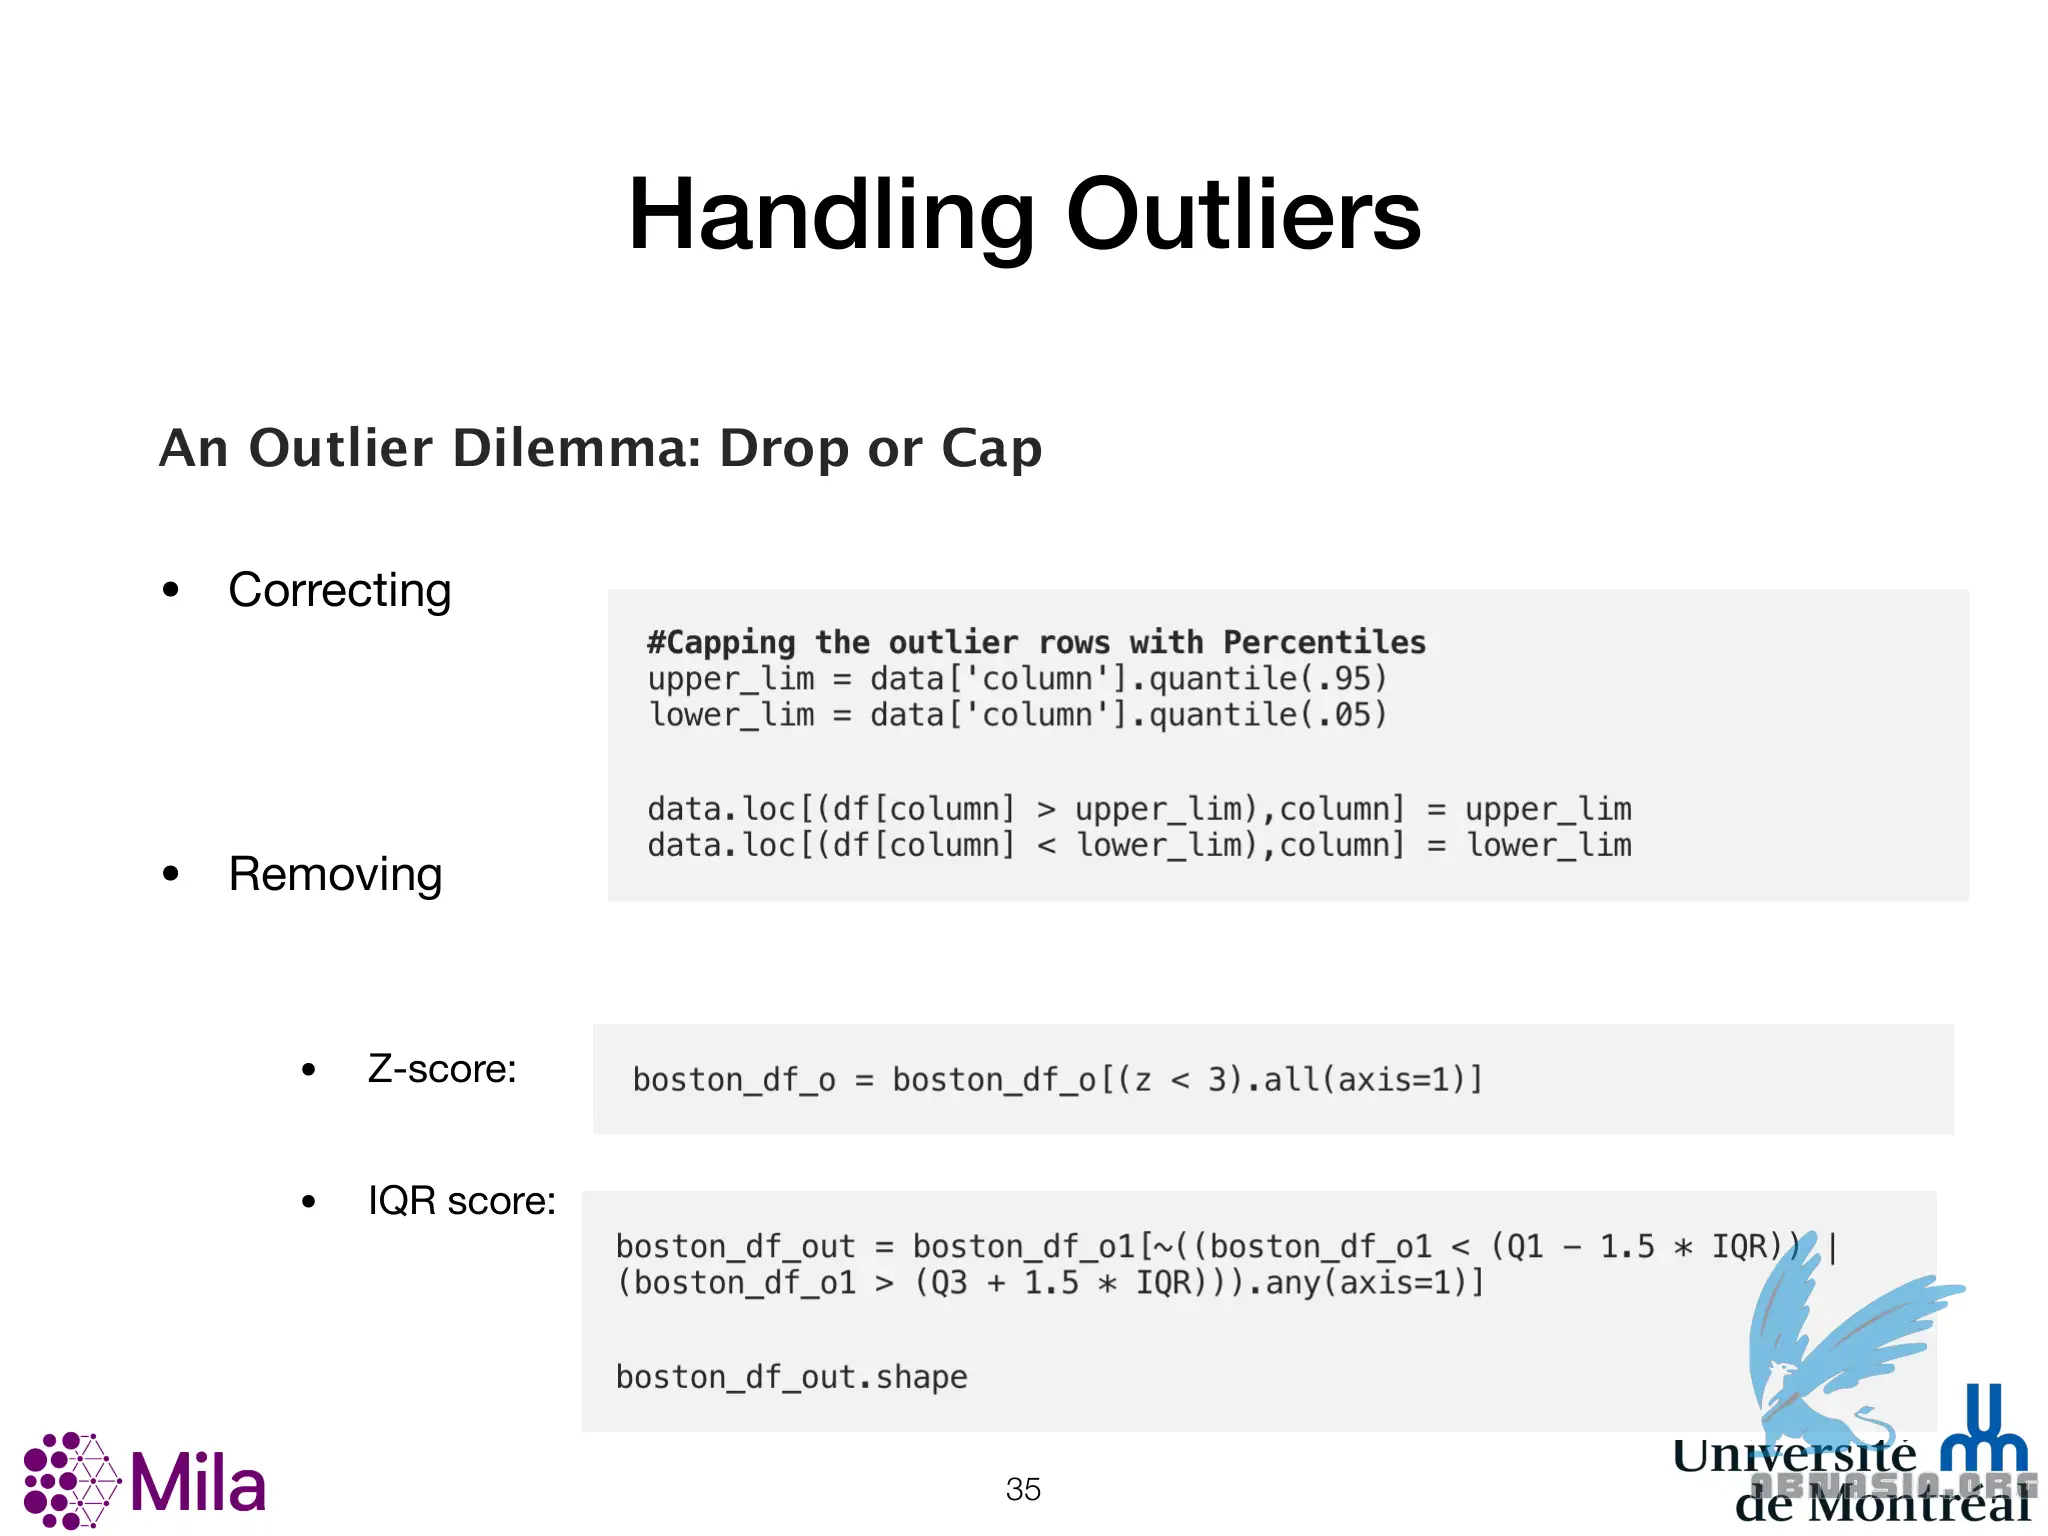 Handling Outliers
An Outlier Dilemma: Drop or Cap
• Correcting
#Capping the outlier rows with Percentiles
upper_lim = data['column'].quantile(.95)
lower_lim = data['column'].quantile(.05)
data.loc[(df[column] > upper_lim),column] = upper_lim
data.loc[(df[column] < lower_lim),column] = lower_lim
• Removing
• Z-score:
boston_df_o = boston_df_o[(z < 3).all(axis=1)]
• IQR score:
boston_df_out = boston_df_o1[~((boston_df_o1 < (Q1 - 1.5 * IQR)) |
(boston_df_o1 > (Q3 + 1.5 * IQR))).any(axis=1)]
boston_df_out.shape
Mila
35
Université
de Montréal
ABNASIA.ORG